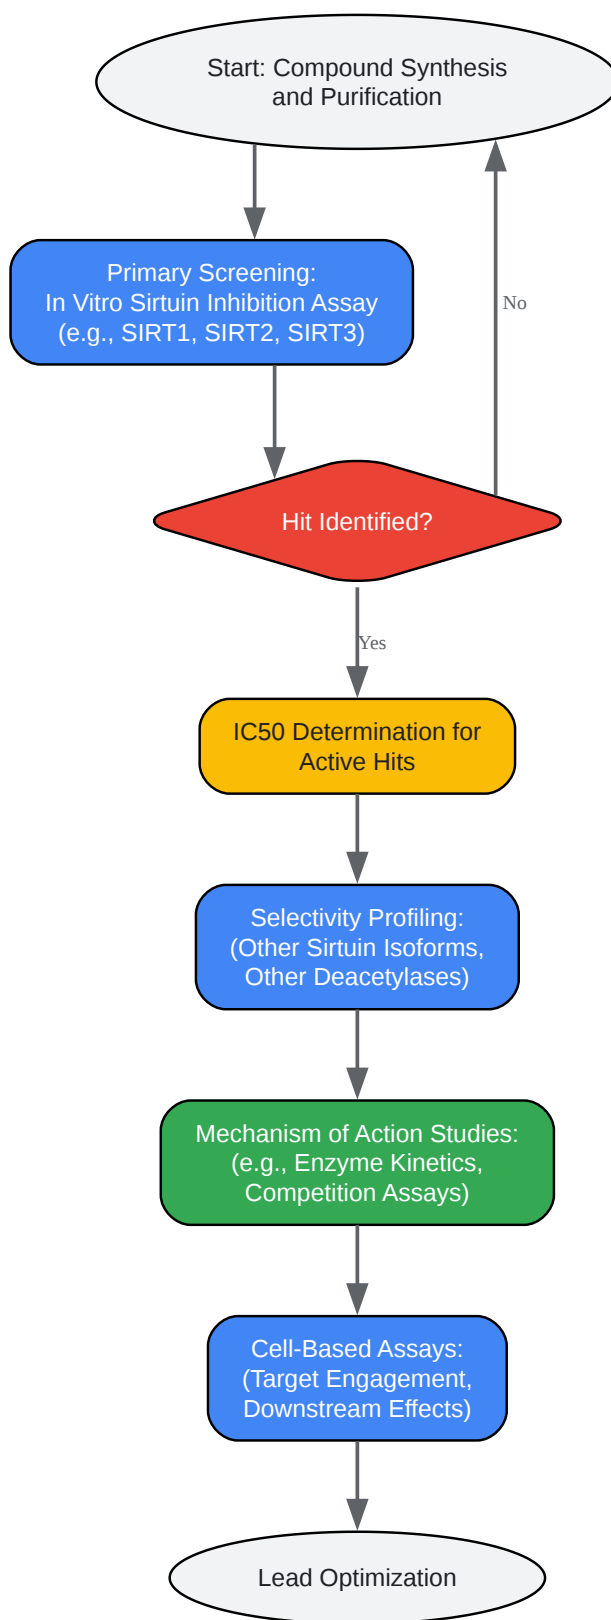 Start: Compound Synthesis
and Purification
Primary Screening:
In Vitro Sirtuin Inhibition Assay
(e.g., SIRT1, SIRT2, SIRT3)
No
Hit Identified?
Yes
IC50 Determination for
Active Hits
Selectivity Profiling:
(Other Sirtuin Isoforms,
Other Deacetylases)
Mechanism of Action Studies:
(e.g., Enzyme Kinetics,
Competition Assays)
Cell-Based Assays:
(Target Engagement,
Downstream Effects)
Lead Optimization